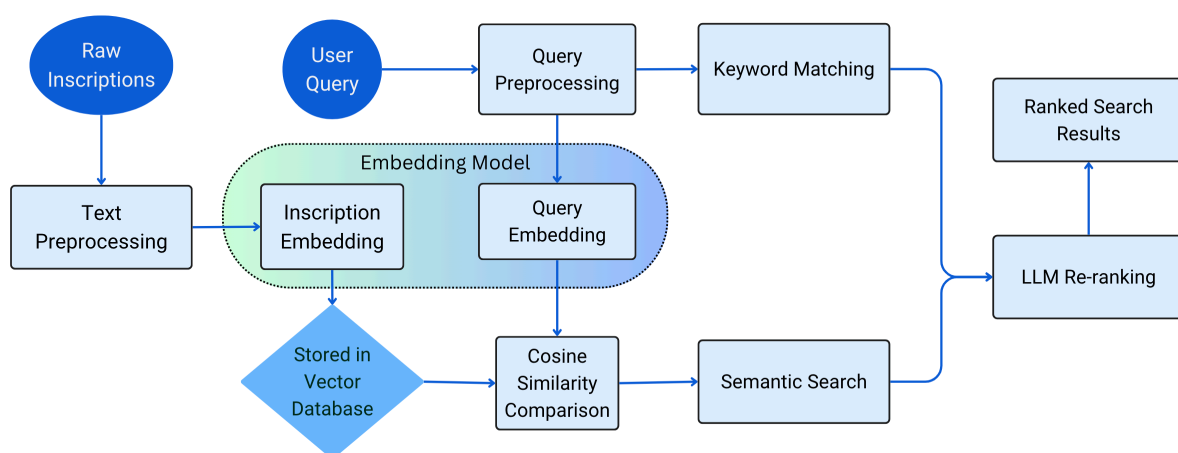 Raw
Inscriptions
User
Query
Query
Preprocessing
Keyword Matching
Ranked Search
Results
Embedding Model
Text
Preprocessing
Inscription
Embedding
Query
Embedding
LLM Re-ranking
Stored in
Vector
Database
Cosine
Similarity
Comparison
Semantic Search